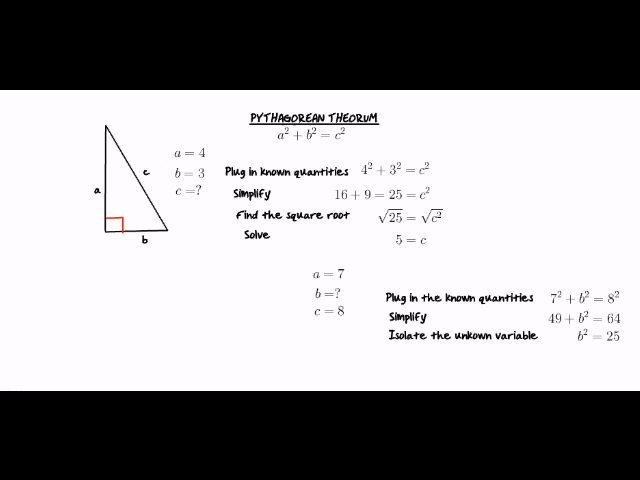 PYTHAGOREAN THEORUM
a² + b² = c²
a = 4
b = 3
c =?
a
c
b
Plug in known quantities 4² + 3² = c²
Simplify 16 + 9 = 25 = c²
Find the square root √25 = √c²
Solve 5 = c
a = 7
b =?
c = 8
Plug in the known quantities 7² + b² = 8²
Simplify 49 + b² = 64
Isolate the unkown variable b² = 25